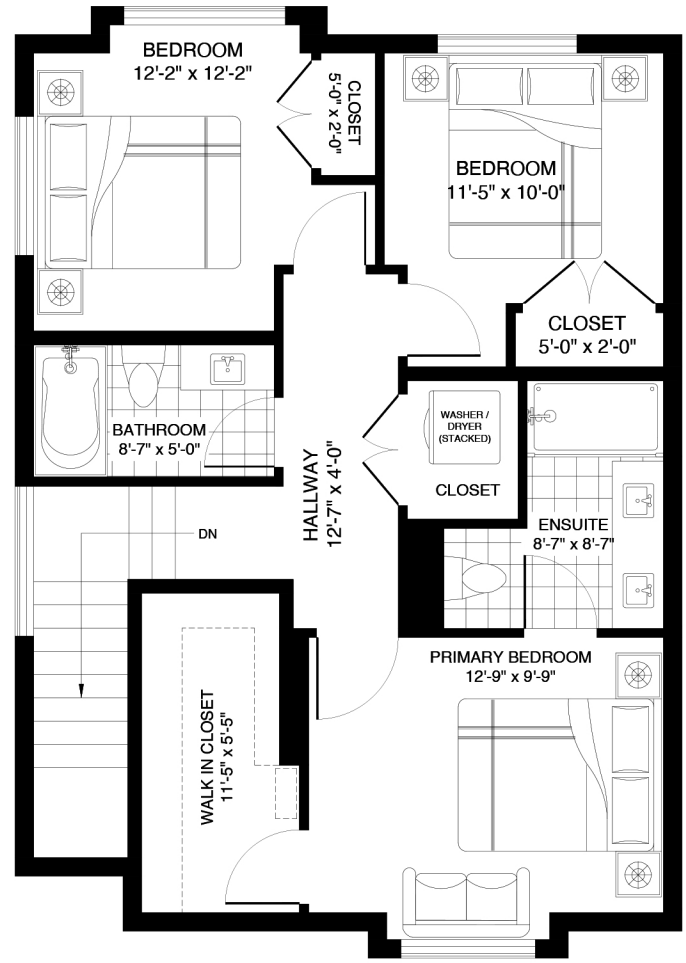 BEDROOM
12'-2" x 12'-2"
CLOSET
5'-0" x 2'-0"
BEDROOM
11'-5" x 10'-0"
CLOSET
5'-0" x 2'-0"
BATHROOM
8'-7" x 5'-0"
HALLWAY
12'-7" x 4'-0"
WASHER /
DRYER
(STACKED)
CLOSET
DN
ENSUITE
8'-7" x 8'-7"
PRIMARY BEDROOM
12'-9" x 9'-9"
WALK IN CLOSET
11'-5" x 5'-5"